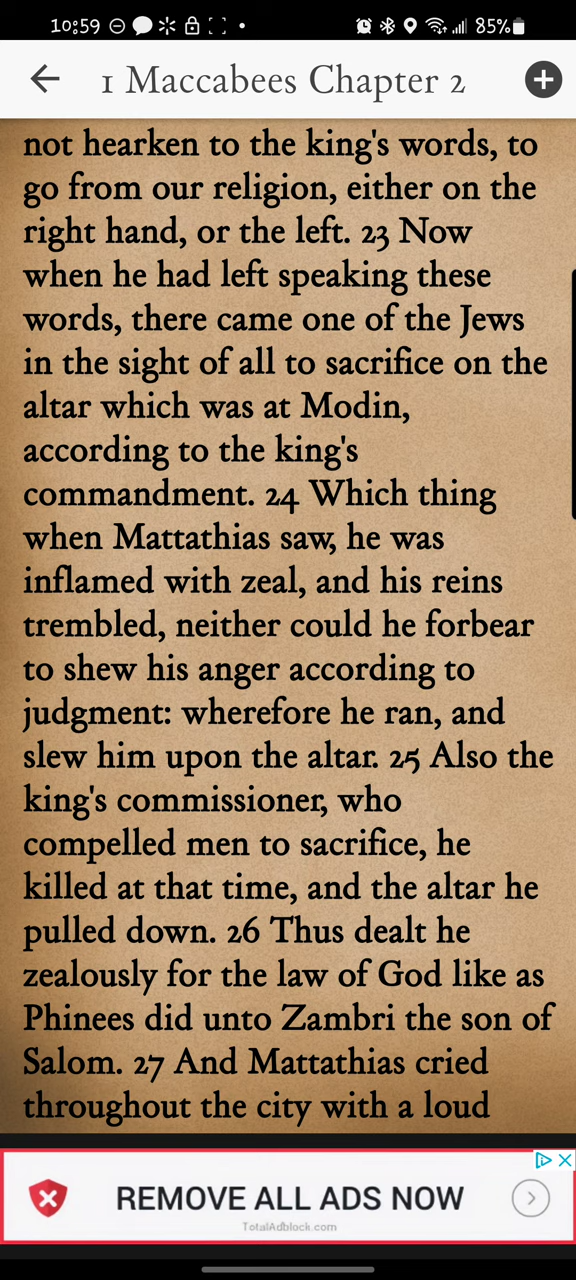 10:59 85%
1 Maccabees Chapter 2
not hearken to the king's words, to
go from our religion, either on the
right hand, or the left. 23 Now
when he had left speaking these
words, there came one of the Jews
in the sight of all to sacrifice on the
altar which was at Modin,
according to the king's
commandment. 24 Which thing
when Mattathias saw, he was
inflamed with zeal, and his reins
trembled, neither could he forbear
to shew his anger according to
judgment: wherefore he ran, and
slew him upon the altar. 25 Also the
king's commissioner, who
compelled men to sacrifice, he
killed at that time, and the altar he
pulled down. 26 Thus dealt he
zealously for the law of God like as
Phinees did unto Zambri the son of
Salom. 27 And Mattathias cried
throughout the city with a loud
REMOVE ALL ADS NOW
TotalAdblock.com